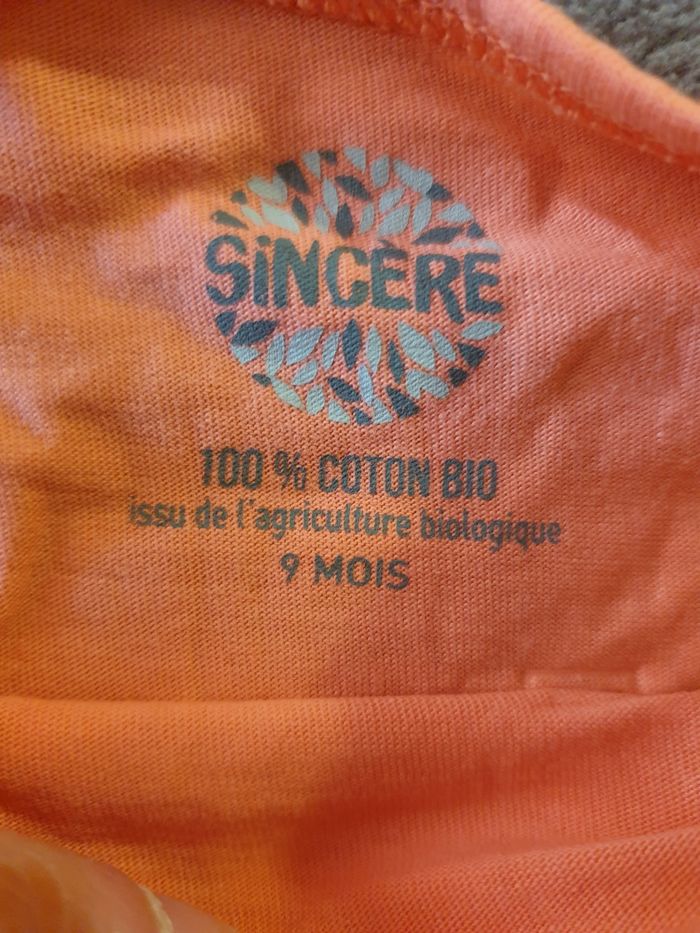 SiNCÈRE
100 % COTON BIO
issu de l'agriculture biologique
9 MOIS